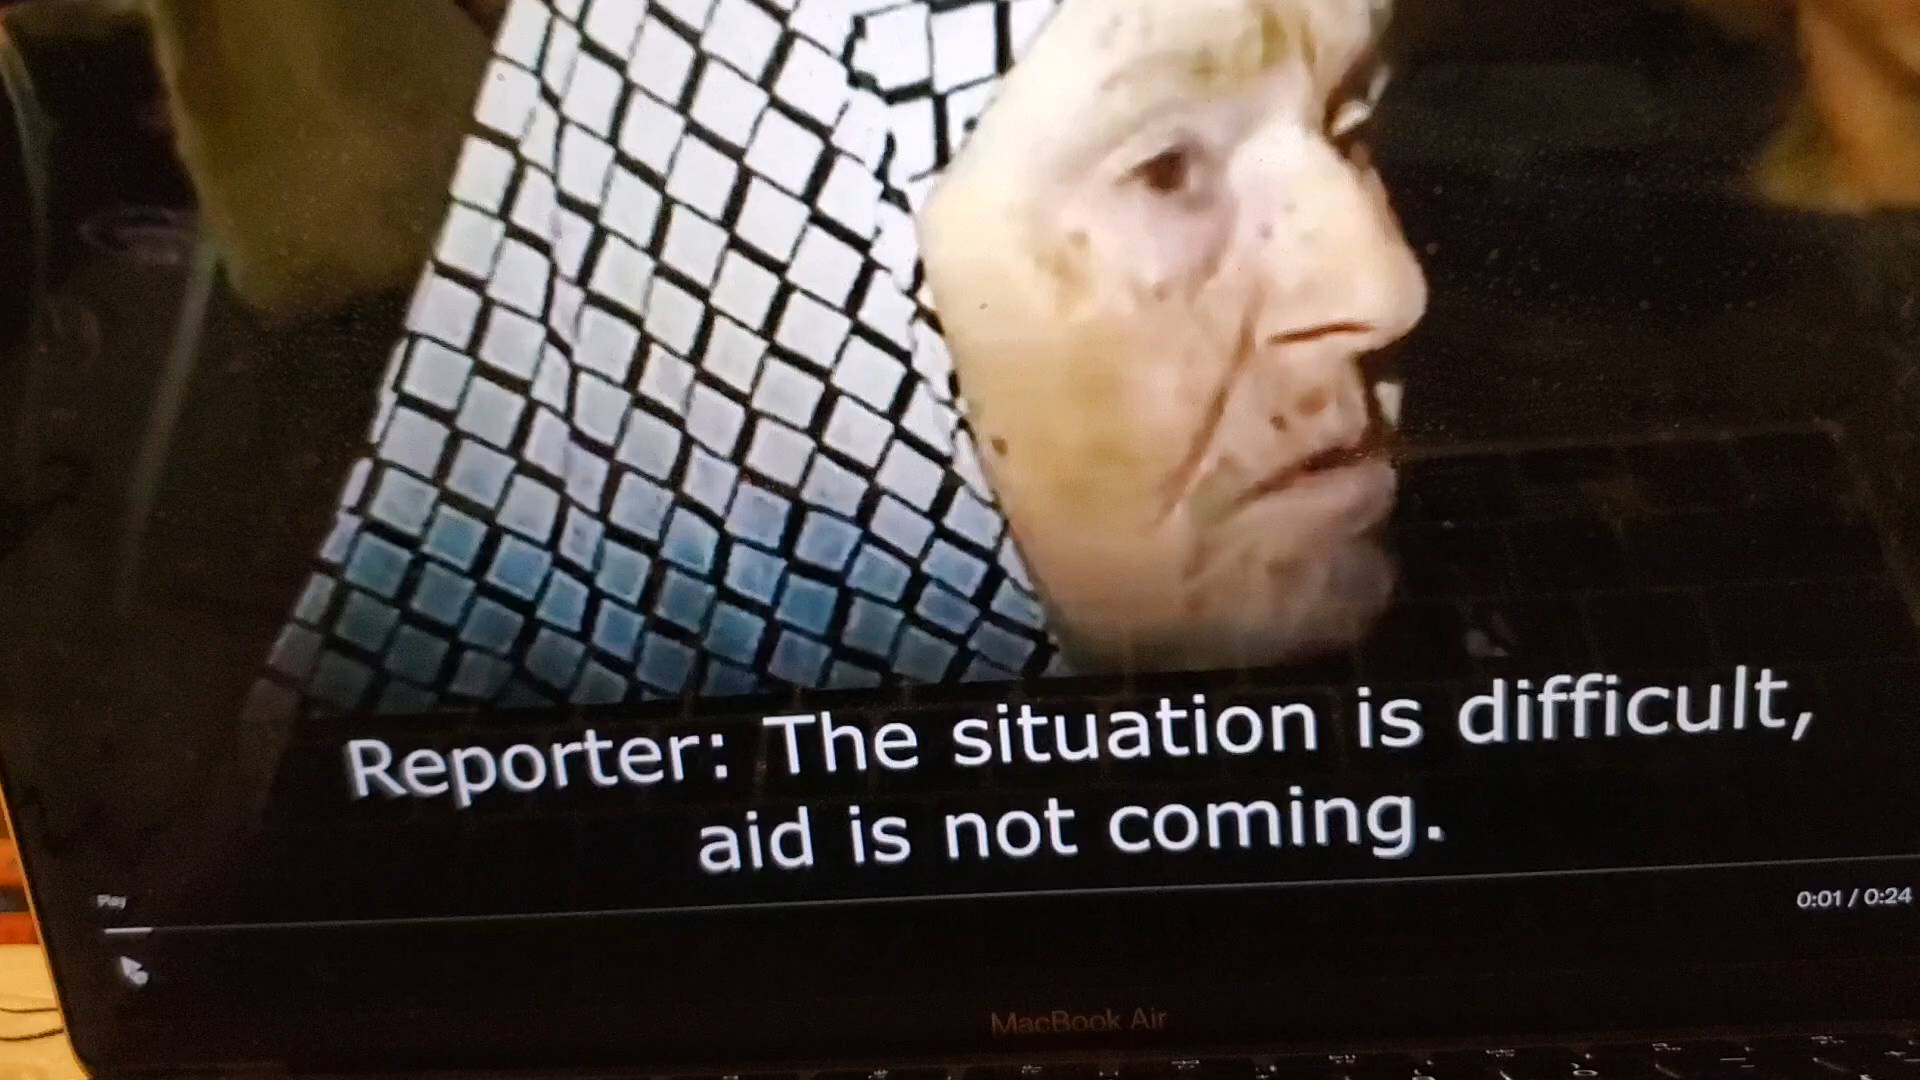 Reporter: The situation is difficult,
aid is not coming.
Play
0:01 / 0:24
MacBook Air